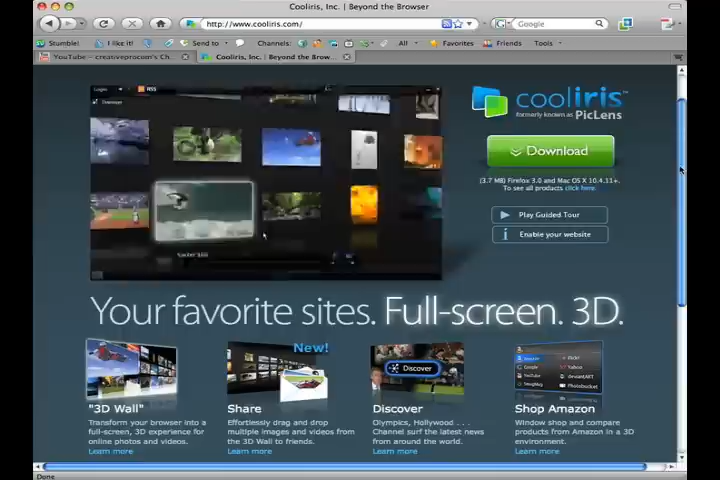 Cooliris, Inc. | Beyond the Browser
http://www.cooliris.com/
Google
Stumble!
I like it!
Send to
Channels:
All
Favorites
Friends
Tools
YouTube - creativeprocom's Ch...
Cooliris, Inc. | Beyond the Brow...
RSS
Discover
cooliris™
formerly known as PicLens
Download
(3.7 MB) Firefox 3.0 and Mac OS X 10.4.11+.
To see all products click here.
Play Guided Tour
Enable your website
Your favorite sites. Full-screen. 3D.
New!
Discover
"3D Wall"
Transform your browser into a
full-screen, 3D experience for
online photos and videos.
Learn more
Share
Effortlessly drag and drop
multiple images and videos from
the 3D Wall to friends.
Learn more
Discover
Olympics, Hollywood . . .
Channel surf the latest news
from around the world.
Learn more
Shop Amazon
Window shop and compare
products from Amazon in a 3D
environment.
Learn more
Done